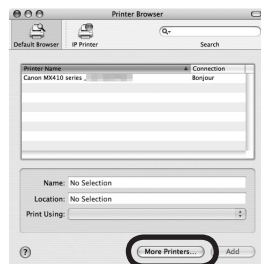 Printer Browser
Default Browser IP Printer Search
Printer Name Connection
Canon MX410 series _ Bonjour
Name: No Selection
Location: No Selection
Print Using:
? More Printers... Add